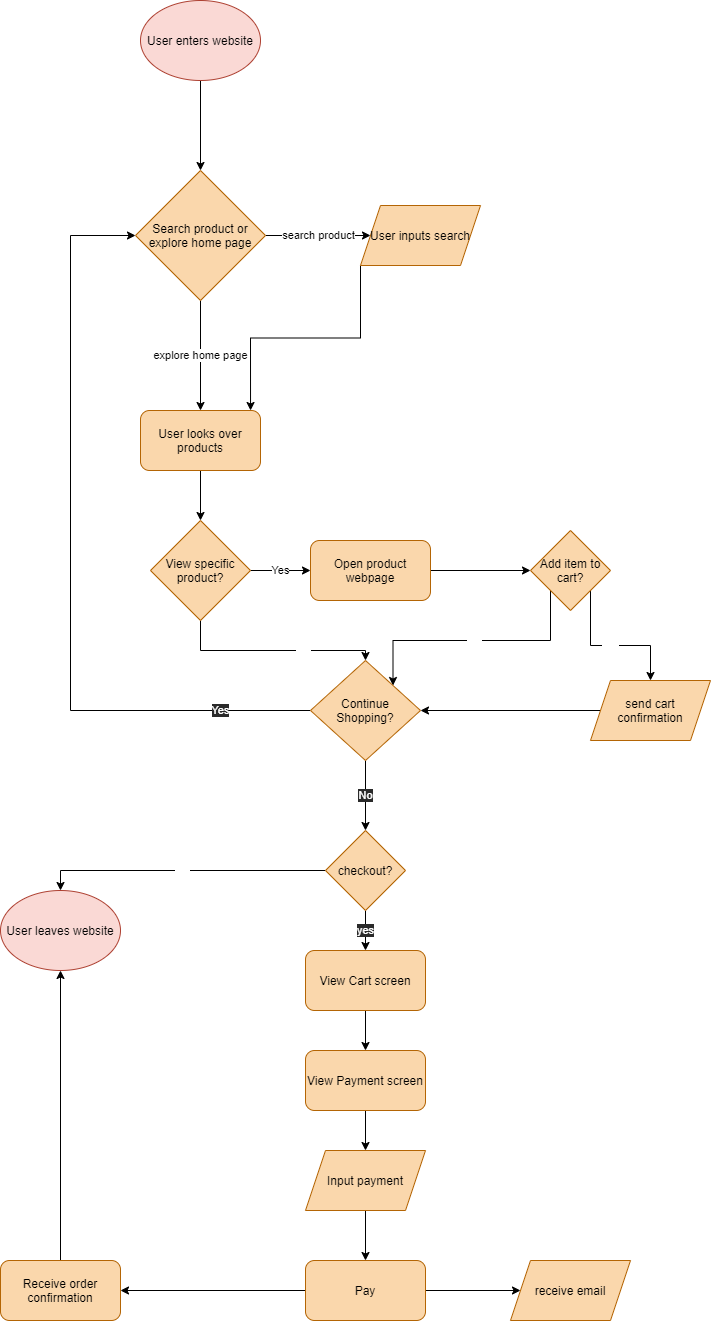 User enters website
Search product or
explore home page
search product
User inputs search
explore home page
User looks over
products
View specific
product?
Yes
Open product
webpage
Add item to
cart?
Continue
Shopping?
send cart
confirmation
Yes
No
checkout?
User leaves website
yes
View Cart screen
View Payment screen
Input payment
Receive order
confirmation
Pay
receive email